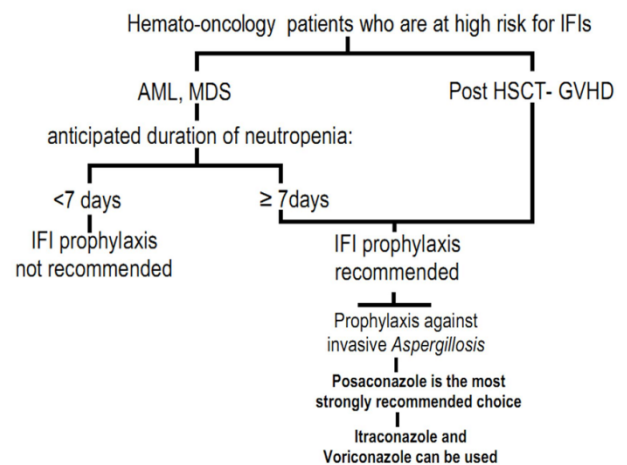 Hemato-oncology patients who are at high risk for IFIs
AML, MDS
Post HSCT- GVHD
anticipated duration of neutropenia:
<7 days
≥ 7days
IFI prophylaxis
not recommended
IFI prophylaxis
recommended
Prophylaxis against
invasive Aspergillosis
Posaconazole is the most
strongly recommended choice
Itraconazole and
Voriconazole can be used